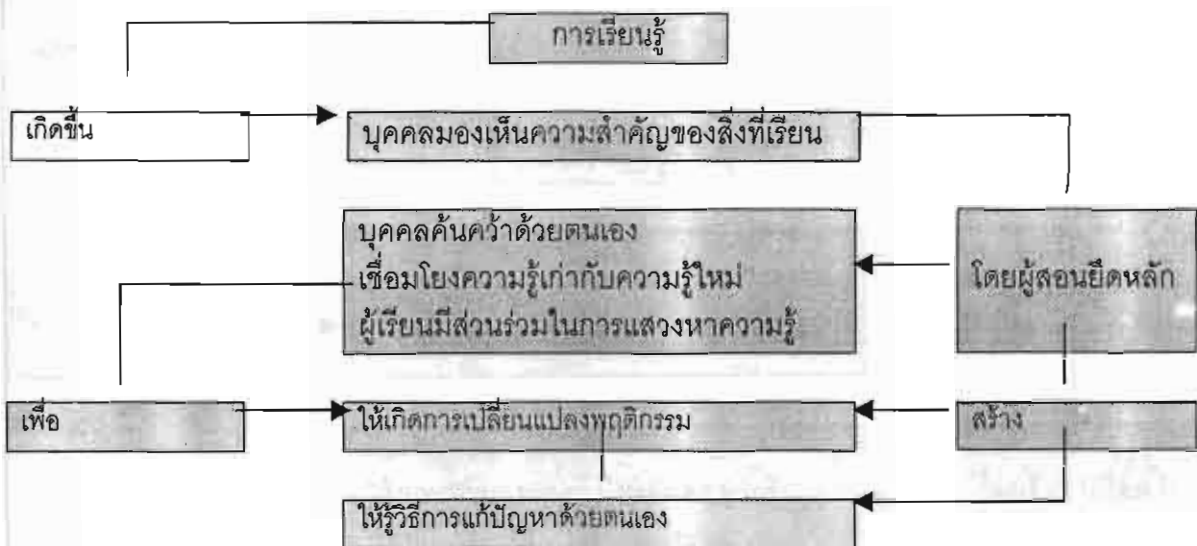 การเรียนรู้
เกิดขึ้น
บุคคลมองเห็นความสำคัญของสิ่งที่เรียน
บุคคลค้นคว้าด้วยตนเอง
เชื่อมโยงความรู้เก่ากับความรู้ใหม่
ผู้เรียนมีส่วนร่วมในการแสวงหาความรู้
โดยผู้สอนยึดหลัก
เพื่อ
ให้เกิดการเปลี่ยนแปลงพฤติกรรม
สร้าง
ให้รู้วิธีการแก้ปัญหาด้วยตนเอง